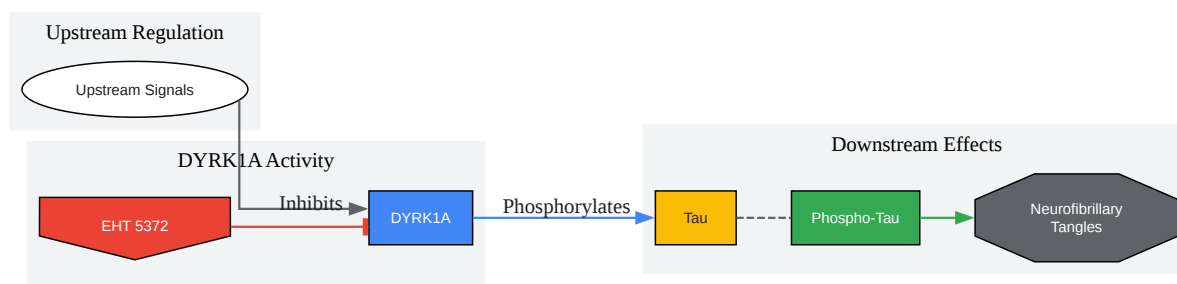 Upstream Regulation
Upstream Signals
DYRK1A Activity
EHT 5372
Inhibits
DYRK1A
Phosphorylates
Downstream Effects
Tau
Phospho-Tau
Neurofibrillary
Tangles